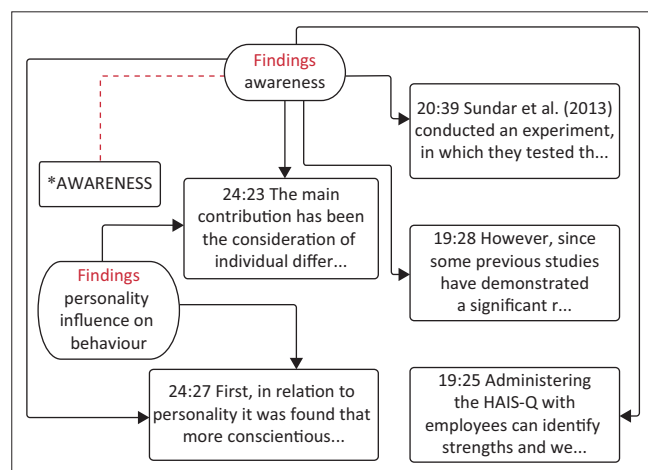 Findings
awareness
20:39 Sundar et al. (2013)
conducted an experiment,
in which they tested th...
*AWARENESS
24:23 The main
contribution has been
the consideration of
individual differ...
19:28 However, since
some previous studies
have demonstrated
a significant r...
Findings
personality
influence on
behaviour
24:27 First, in relation to
personality it was found that
more conscientious...
19:25 Administering
the HAIS-Q with
employees can identify
strengths and we...